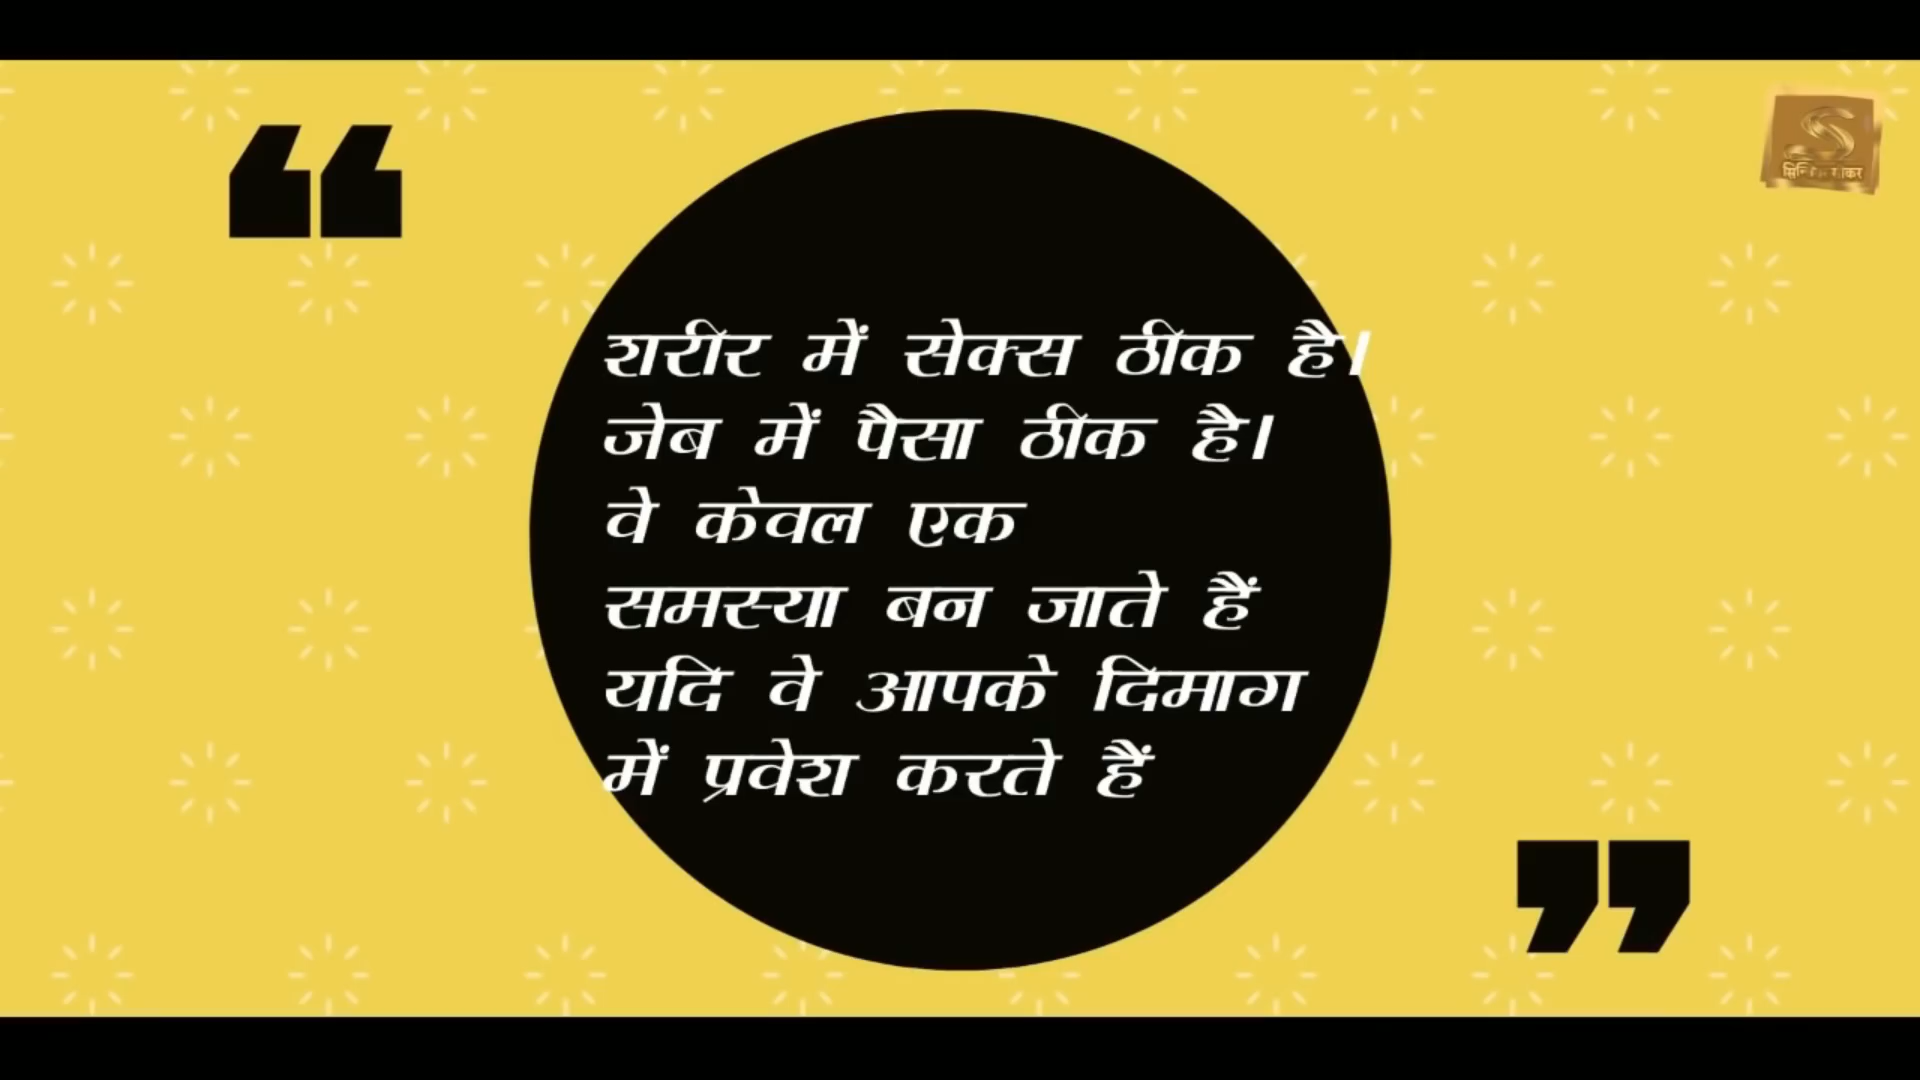 शरीर में सेक्स ठीक है।
जेब में पैसा ठीक है।
वे केवल एक
समस्या बन जाते हैं
यदि वे आपके दिमाग
में प्रवेश करते हैं